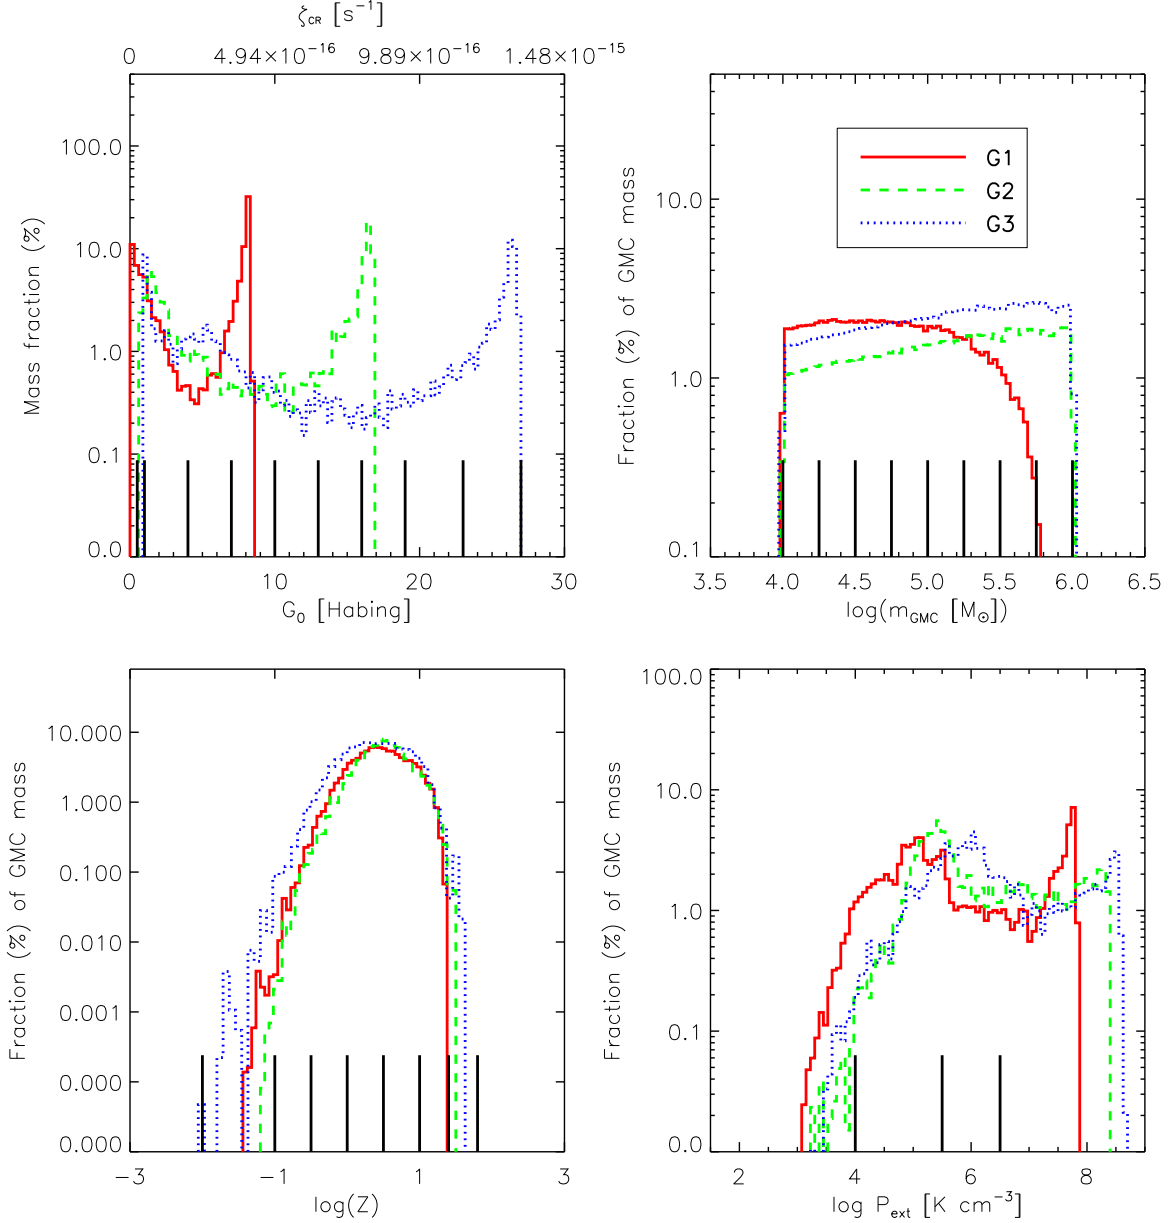 ζCR [s−1]
0 4.94×10−16 9.89×10−16 1.48×10−15
Mass fraction (%)
100.0
10.0
1.0
0.1
0.0
0 10 20 30
G0 [Habing]
Fraction (%) of GMC mass
10.0
1.0
0.1
G1
G2
G3
3.5 4.0 4.5 5.0 5.5 6.0 6.5
log(mGMC [M⊙])
Fraction (%) of GMC mass
10.000
1.000
0.100
0.010
0.001
0.000
0.000
−3 −1 1 3
log(Z)
Fraction (%) of GMC mass
100.0
10.0
1.0
0.1
0.0
2 4 6 8
log Pext [K cm−3]